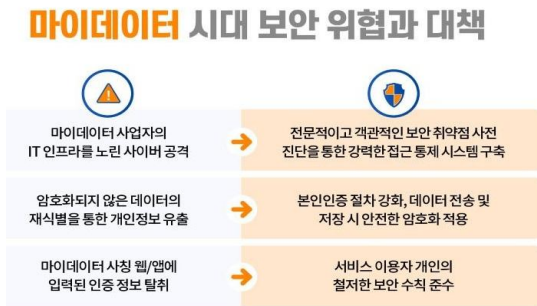 마이데이터 시대 보안 위협과 대책
마이데이터 사업자의
IT 인프라를 노린 사이버 공격
전문적이고 객관적인 보안 취약점 사전
진단을 통한 강력한 접근 통제 시스템 구축
암호화되지 않은 데이터의
재식별을 통한 개인정보 유출
본인인증 절차 강화, 데이터 전송 및
저장 시 안전한 암호화 적용
마이데이터 사칭 웹/앱에
입력된 인증 정보 탈취
서비스 이용자 개인의
철저한 보안 수칙 준수